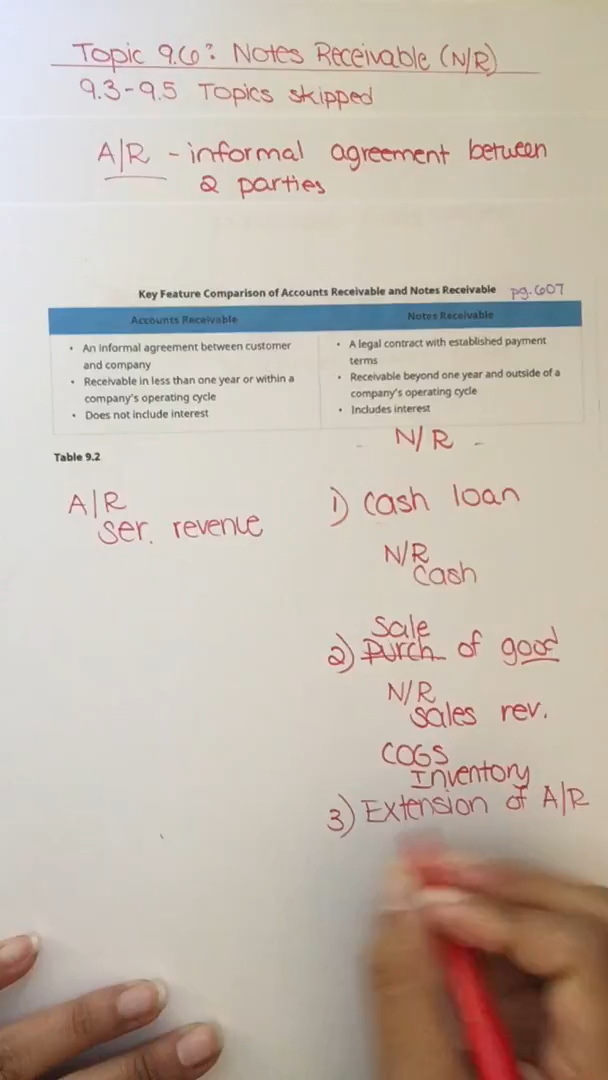 Topic 9.6: Notes Receivable (N/R)
9.3-9.5 Topics skipped
A/R - informal agreement between
2 parties
Key Feature Comparison of Accounts Receivable and Notes Receivable pg.607
Accounts Receivable
Notes Receivable
• An informal agreement between customer
and company
• Receivable in less than one year or within a
company's operating cycle
• Does not include interest
• A legal contract with established payment
terms
• Receivable beyond one year and outside of a
company's operating cycle
• Includes interest
Table 9.2
A/R
ser. revenue
- N/R -
1) cash loan
N/R
Cash
Sale
2) Purch of good
N/R
Sales rev.
COGS
Inventory
3) Extension of A/R